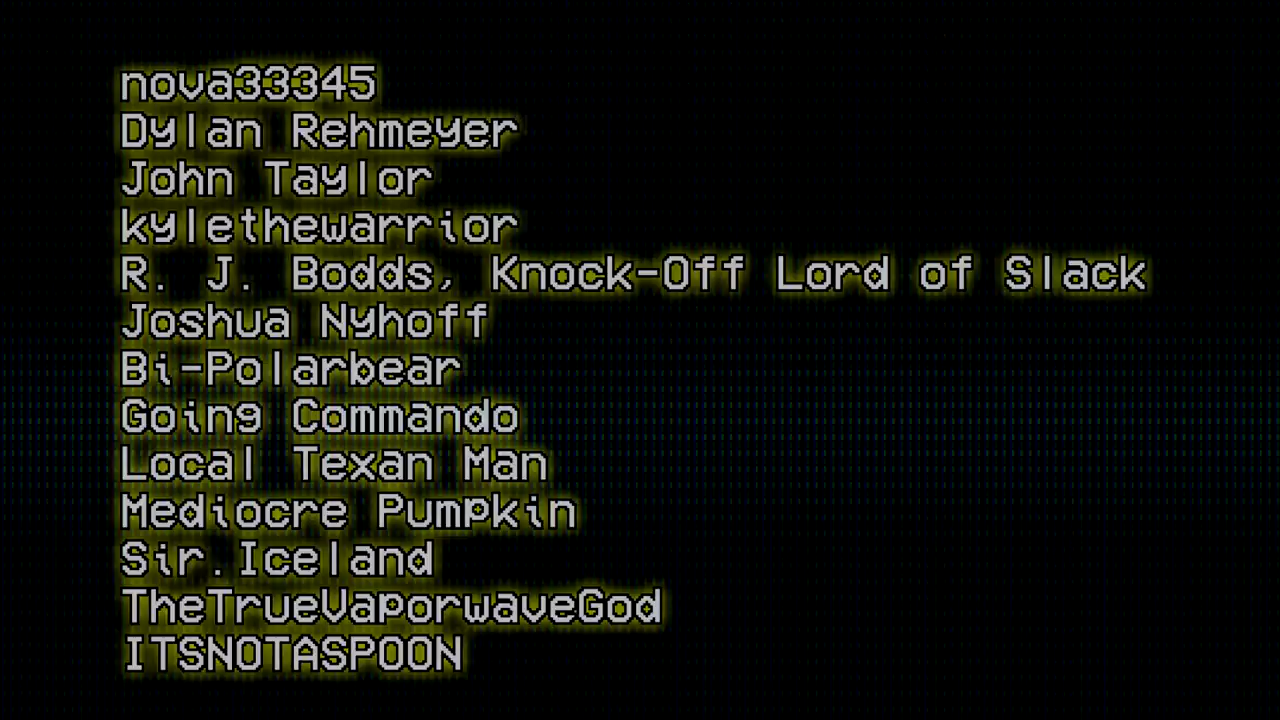 nova33345
Dylan Rehmeyer
John Taylor
kylethewarrior
R. J. Bodds, Knock-Off Lord of Slack
Joshua Nyhoff
Bi-Polarbear
Going Commando
Local Texan Man
Mediocre Pumpkin
Sir.Iceland
TheTrueVaporwaveGod
ITSNOTASPOON